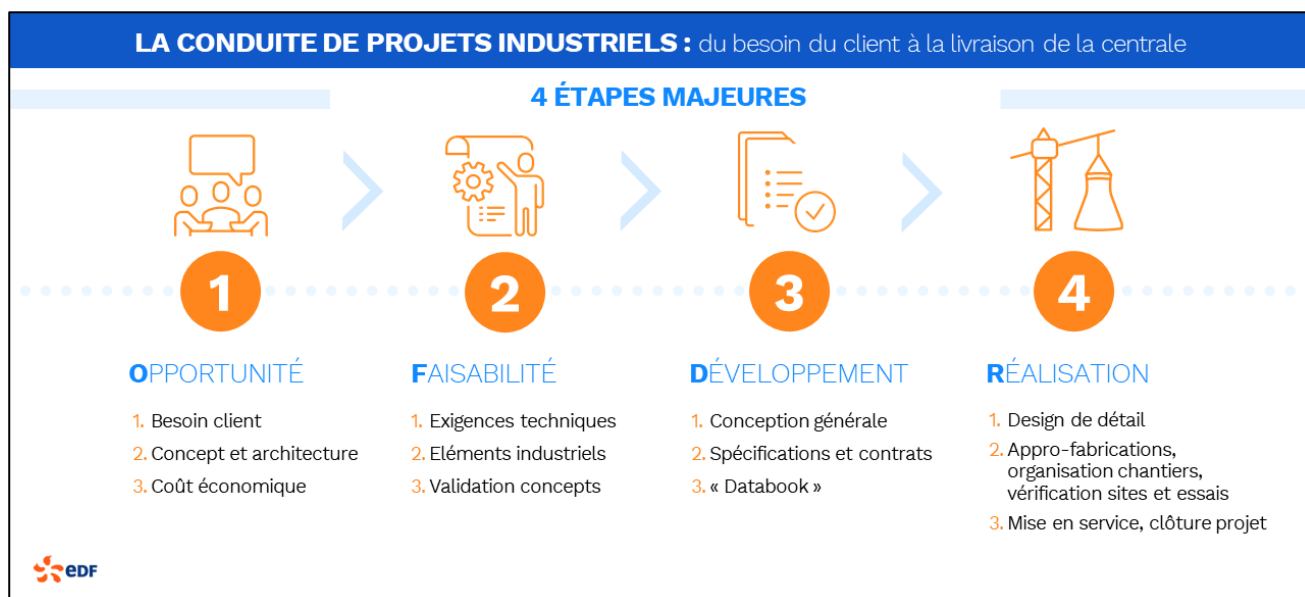 LA CONDUITE DE PROJETS INDUSTRIELS : du besoin du client à la livraison de la centrale
4 ÉTAPES MAJEURES
1
2
3
4
OPPORTUNITÉ
1. Besoin client
2. Concept et architecture
3. Coût économique
FAISABILITÉ
1. Exigences techniques
2. Eléments industriels
3. Validation concepts
DÉVELOPPEMENT
1. Conception générale
2. Spécifications et contrats
3. « Databook »
RÉALISATION
1. Design de détail
2. Appro-fabrications,
organisation chantiers,
vérification sites et essais
3. Mise en service, clôture projet
eDF